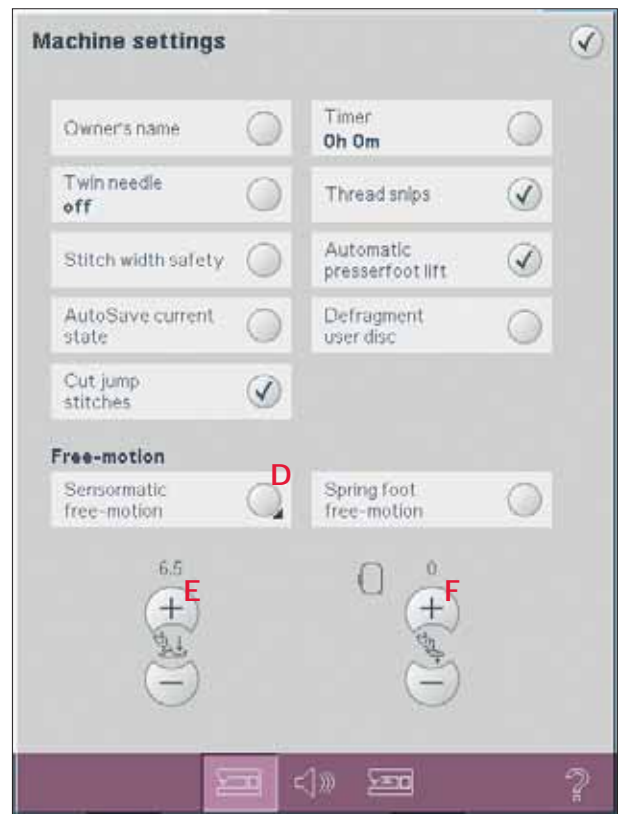 Machine settings
Owner's name
Timer
0h 0m
Twin needle
off
Thread snips
Stitch width safety
Automatic
presserfoot lift
AutoSave current
state
Defragment
user disc
Cut jump
stitches
Free-motion
D
Sensormatic
free-motion
Spring foot
free-motion
6.5
0
E
F
+
+
−
−
?